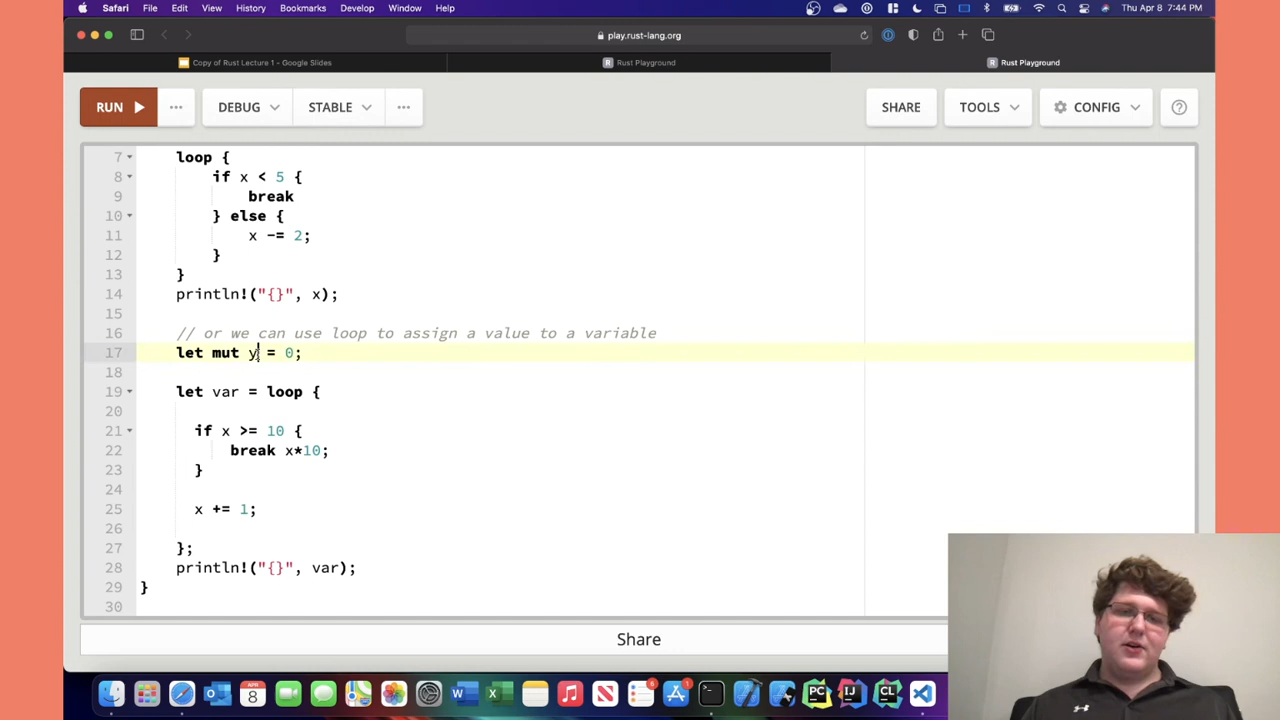 Safari File Edit View History Bookmarks Develop Window Help Thu Apr 8 7:44 PM
play.rust-lang.org
Copy of Rust Lecture 1 - Google Slides Rust Playground Rust Playground
RUN DEBUG STABLE SHARE TOOLS CONFIG
7 loop {
8 if x < 5 {
9 break
10 } else {
11 x -= 2;
12 }
13 }
14 println!("{}", x);
15
16 // or we can use loop to assign a value to a variable
17 let mut y = 0;
18
19 let var = loop {
20
21 if x >= 10 {
22 break x*10;
23 }
24
25 x += 1;
26
27 };
28 println!("{}", var);
29 }
30
Share